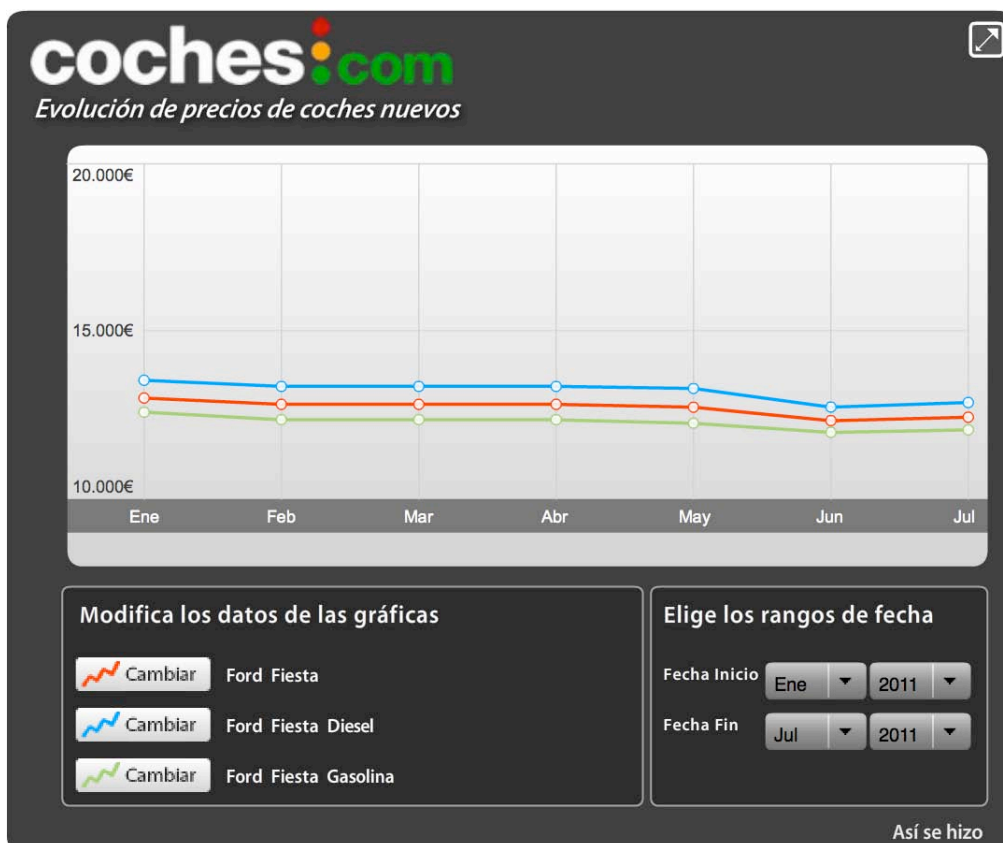 coches:com
Evolución de precios de coches nuevos
20.000€
15.000€
10.000€
Ene Feb Mar Abr May Jun Jul
Modifica los datos de las gráficas
Cambiar Ford Fiesta
Cambiar Ford Fiesta Diesel
Cambiar Ford Fiesta Gasolina
Elige los rangos de fecha
Fecha Inicio Ene 2011
Fecha Fin Jul 2011
Así se hizo